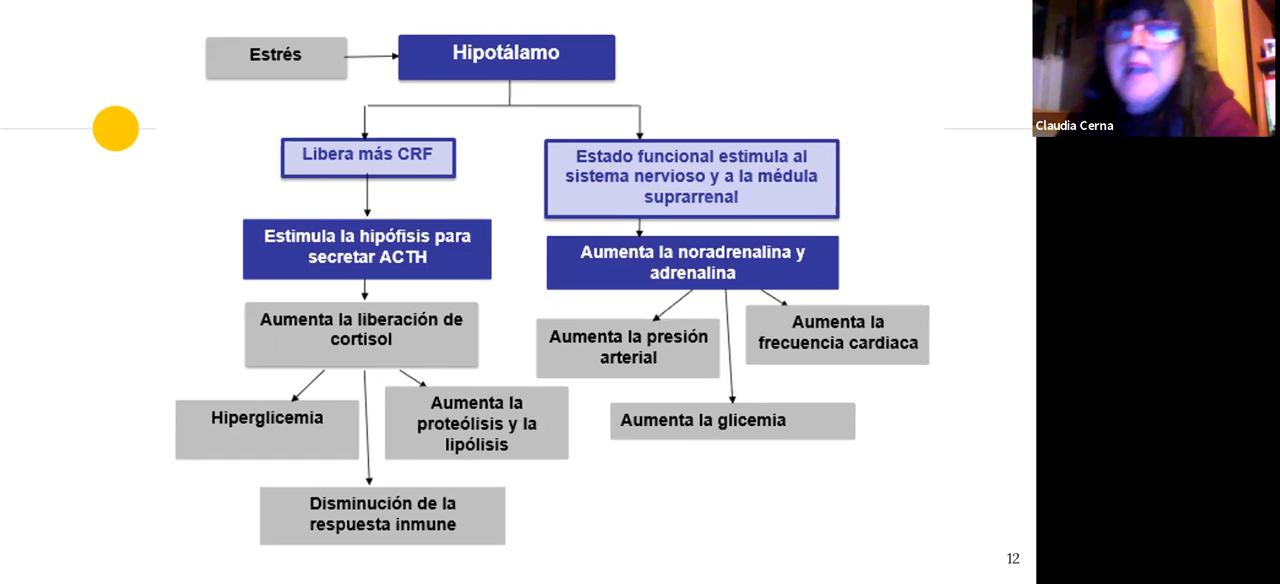 Estrés
Hipotálamo
Claudia Cerna
Libera más CRF
Estado funcional estimula al
sistema nervioso y a la médula
suprarrenal
Estimula la hipófisis para
secretar ACTH
Aumenta la noradrenalina y
adrenalina
Aumenta la liberación de
cortisol
Aumenta la presión
arterial
Aumenta la
frecuencia cardiaca
Hiperglicemia
Aumenta la
proteólisis y la
lipólisis
Aumenta la glicemia
Disminución de la
respuesta inmune
12